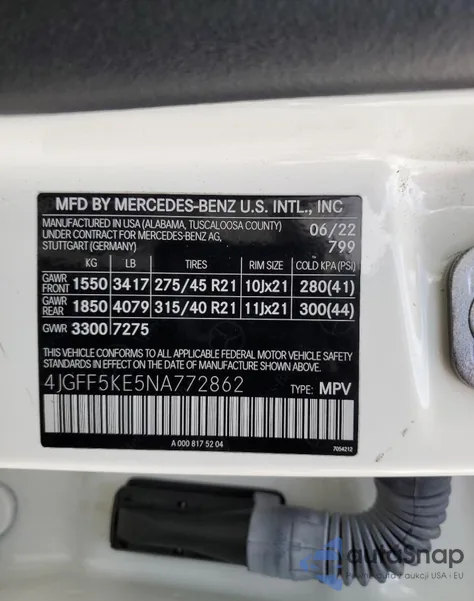 MFD BY MERCEDES-BENZ U.S. INTL., INC
MANUFACTURED IN USA (ALABAMA, TUSCALOOSA COUNTY) 06/22
UNDER CONTRACT FOR MERCEDES-BENZ AG, 799
STUTTGART (GERMANY)
KG LB TIRES RIM SIZE COLD KPA (PSI)
GAWR FRONT 1550 3417 275/45 R21 10Jx21 280(41)
GAWR REAR 1850 4079 315/40 R21 11Jx21 300(44)
GVWR 3300 7275
THIS VEHICLE CONFORMS TO ALL APPLICABLE FEDERAL MOTOR VEHICLE SAFETY
STANDARDS IN EFFECT ON THE DATE OF MANUFACTURE SHOWN ABOVE.
4JGFF5KE5NA772862 TYPE: MPV
A 000 817 52 04 7054212
autoSnap
auta z aukcji USA i EU